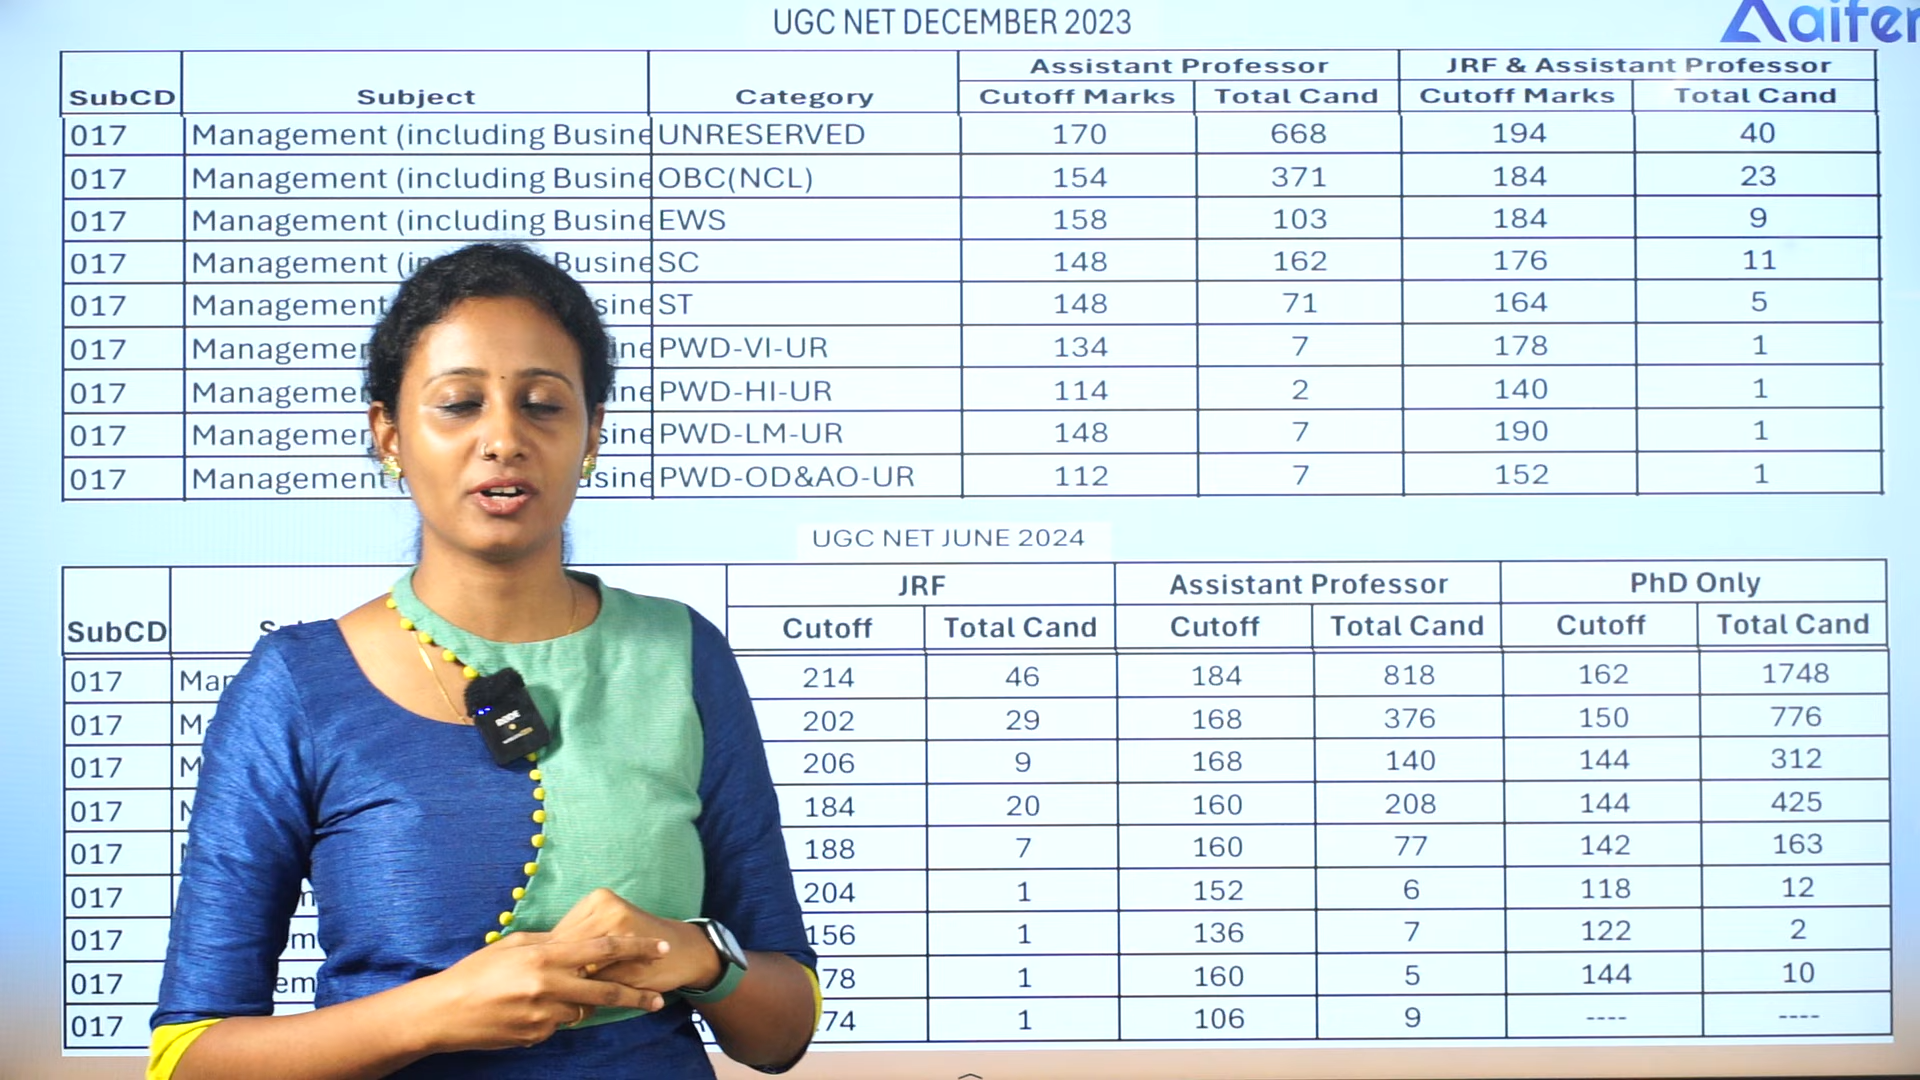 UGC NET DECEMBER 2023
aifer
SubCD Subject Category Assistant Professor JRF & Assistant Professor
Cutoff Marks Total Cand Cutoff Marks Total Cand
017 Management (including Busine UNRESERVED 170 668 194 40
017 Management (including Busine OBC(NCL) 154 371 184 23
017 Management (including Busine EWS 158 103 184 9
017 Management Busine SC 148 162 176 11
017 Management ST 148 71 164 5
017 PWD-VI-UR 134 7 178 1
017 PWD-HI-UR 114 2 140 1
017 PWD-LM-UR 148 7 190 1
017 Management PWD-OD&AO-UR 112 7 152 1
UGC NET JUNE 2024
SubCD JRF Assistant Professor PhD Only
Cutoff Total Cand Cutoff Total Cand Cutoff Total Cand
017 214 46 184 818 162 1748
017 202 29 168 376 150 776
017 206 9 168 140 144 312
017 184 20 160 208 144 425
017 188 7 160 77 142 163
017 204 1 152 6 118 12
017 156 1 136 7 122 2
017 78 1 160 5 144 10
017 74 1 106 9 ---- ----
RODE